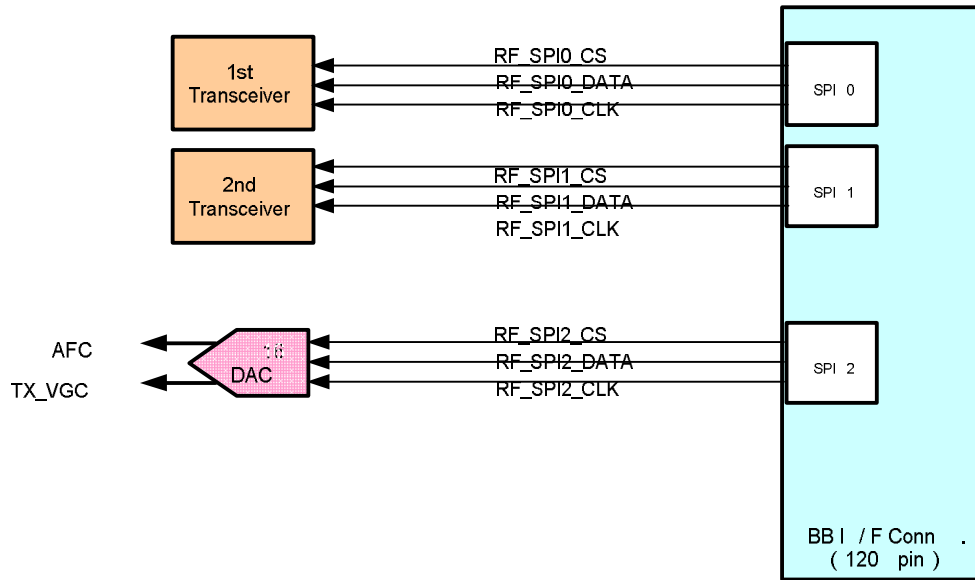 1st
Transceiver
RF_SPI0_CS
RF_SPI0_DATA
RF_SPI0_CLK
SPI 0
2nd
Transceiver
RF_SPI1_CS
RF_SPI1_DATA
RF_SPI1_CLK
SPI 1
AFC
TX_VGC
DAC
RF_SPI2_CS
RF_SPI2_DATA
RF_SPI2_CLK
SPI 2
BB I / F Conn .
( 120 pin )